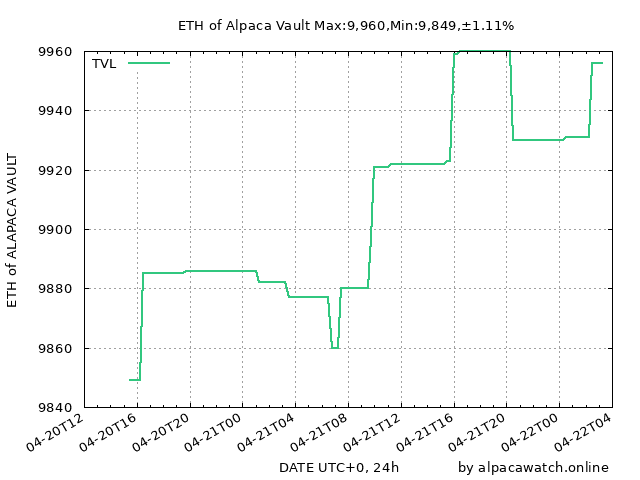 ETH of Alpaca Vault Max:9,960,Min:9,849,±1.11%
TVL
9960
9940
9920
9900
9880
9860
9840
ETH of ALAPACA VAULT
04-20T12
04-20T16
04-20T20
04-21T00
04-21T04
04-21T08
04-21T12
04-21T16
04-21T20
04-22T00
04-22T04
DATE UTC+0, 24h
by alpacawatch.online